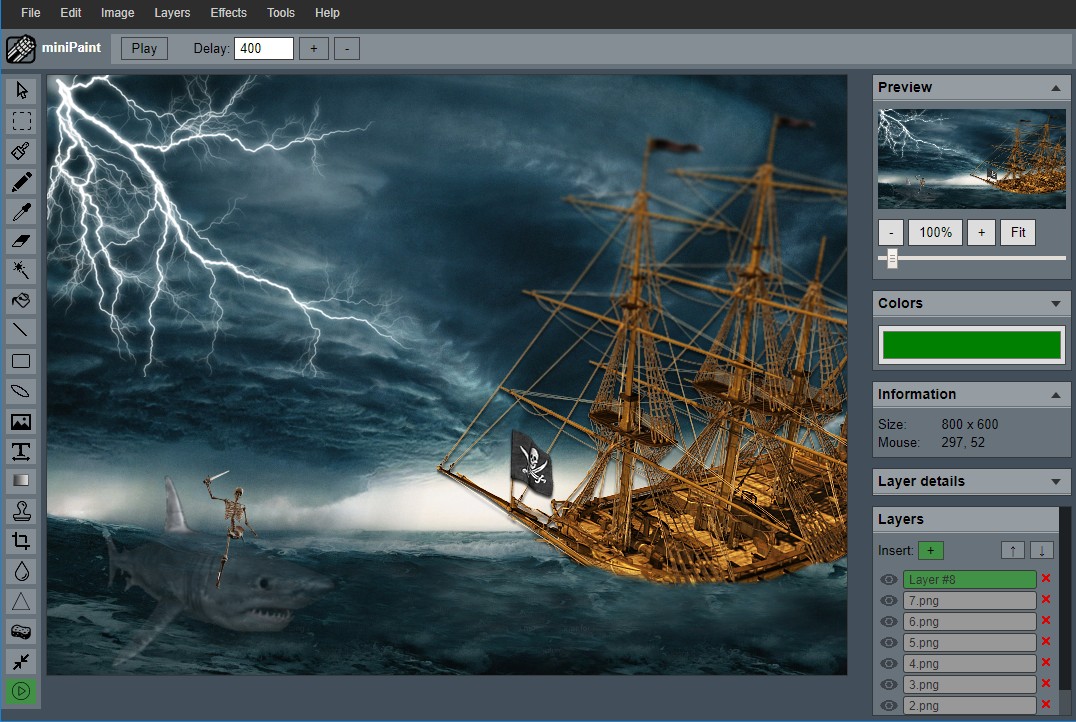 File Edit Image Layers Effects Tools Help
miniPaint Play Delay: 400 + -
Preview
- 100% + Fit
Colors
Information
Size: 800 x 600
Mouse: 297, 52
Layer details
Layers
Insert: + ↑ ↓
Layer #8
7.png
6.png
5.png
4.png
3.png
2.png